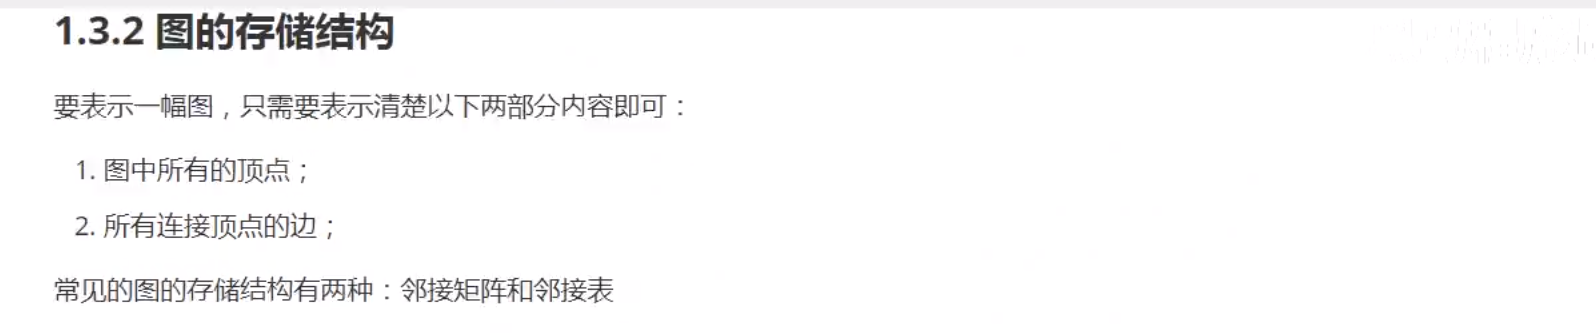 1.3.2 图的存储结构
要表示一幅图，只需要表示清楚以下两部分内容即可：
1. 图中所有的顶点；
2. 所有连接顶点的边；
常见的图的存储结构有两种：邻接矩阵和邻接表